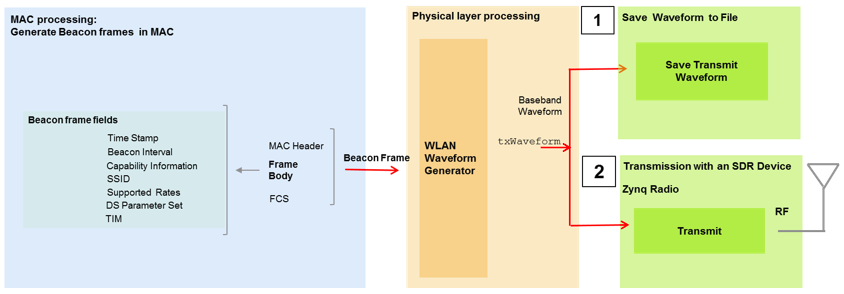 MAC processing:
Generate Beacon frames in MAC
Beacon frame fields
Time Stamp
Beacon Interval
Capability Information
SSID
Supported Rates
DS Parameter Set
TIM
MAC Header
Frame
Body
FCS
Beacon Frame
Physical layer processing
WLAN
Waveform
Generator
Baseband
Waveform
txWaveform
1
Save Waveform to File
Save Transmit
Waveform
2
Transmission with an SDR Device
Zynq Radio
Transmit
RF